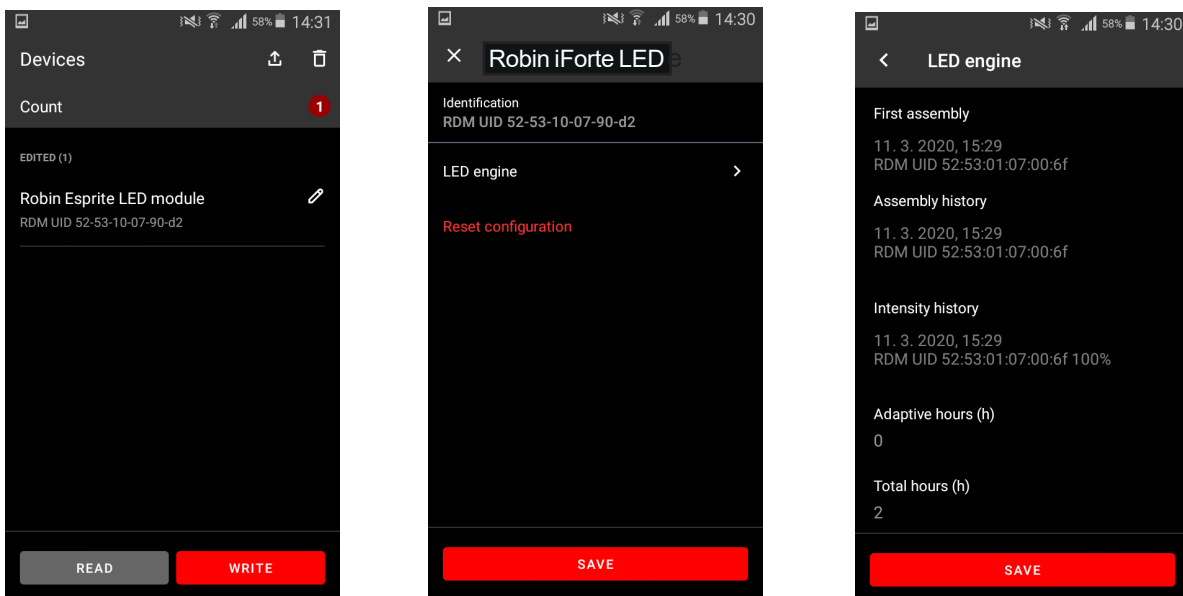 58% 14:31
Devices
Count
1
EDITED (1)
Robin Esprite LED module
RDM UID 52-53-10-07-90-d2
READ
WRITE
58% 14:30
Robin iForte LED
Identification
RDM UID 52-53-10-07-90-d2
LED engine
Reset configuration
SAVE
58% 14:30
LED engine
First assembly
11. 3. 2020, 15:29
RDM UID 52:53:01:07:00:6f
Assembly history
11. 3. 2020, 15:29
RDM UID 52:53:01:07:00:6f
Intensity history
11. 3. 2020, 15:29
RDM UID 52:53:01:07:00:6f 100%
Adaptive hours (h)
0
Total hours (h)
2
SAVE